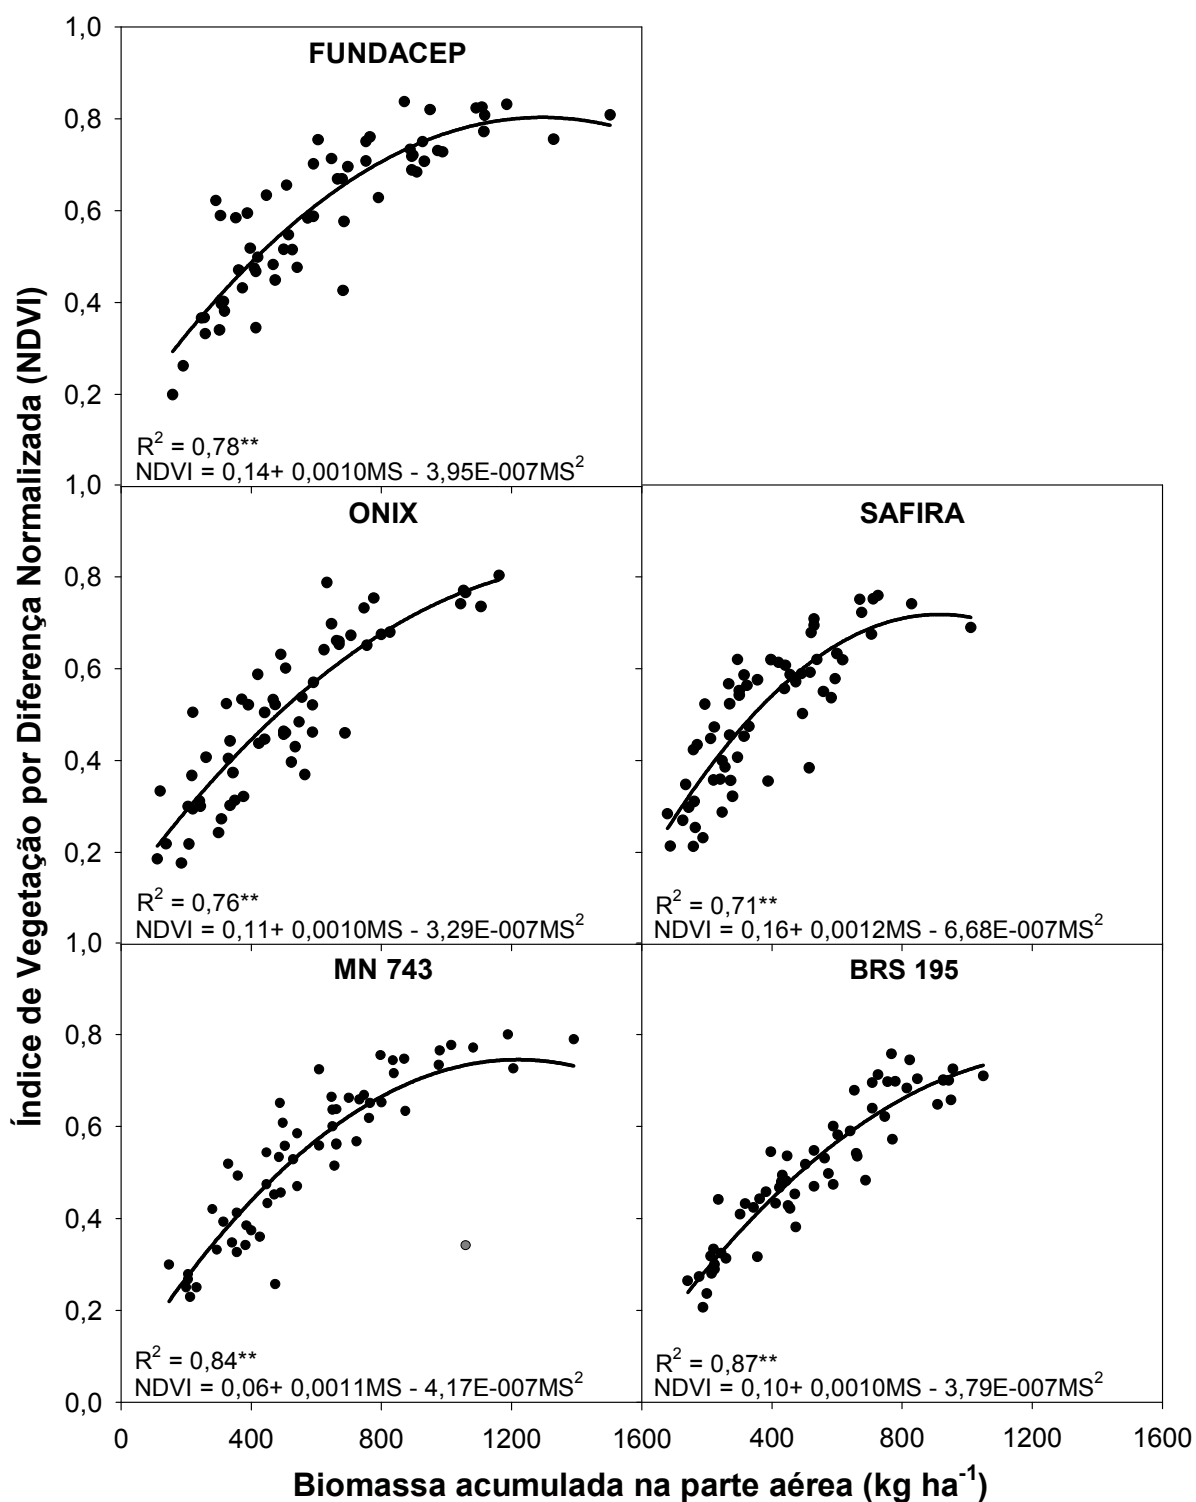 Índice de Vegetação por Diferença Normalizada (NDVI)
1,0
FUNDACEP
0,8
0,6
0,4
0,2
R² = 0,78**
NDVI = 0,14+ 0,0010MS - 3,95E-007MS²
1,0
ONIX
0,8
0,6
0,4
0,2
R² = 0,76**
NDVI = 0,11+ 0,0010MS - 3,29E-007MS²
SAFIRA
R² = 0,71**
NDVI = 0,16+ 0,0012MS - 6,68E-007MS²
1,0
MN 743
0,8
0,6
0,4
0,2
0,0
R² = 0,84**
NDVI = 0,06+ 0,0011MS - 4,17E-007MS²
BRS 195
R² = 0,87**
NDVI = 0,10+ 0,0010MS - 3,79E-007MS²
0 400 800 1200 1600 400 800 1200 1600
Biomassa acumulada na parte aérea (kg ha⁻¹)